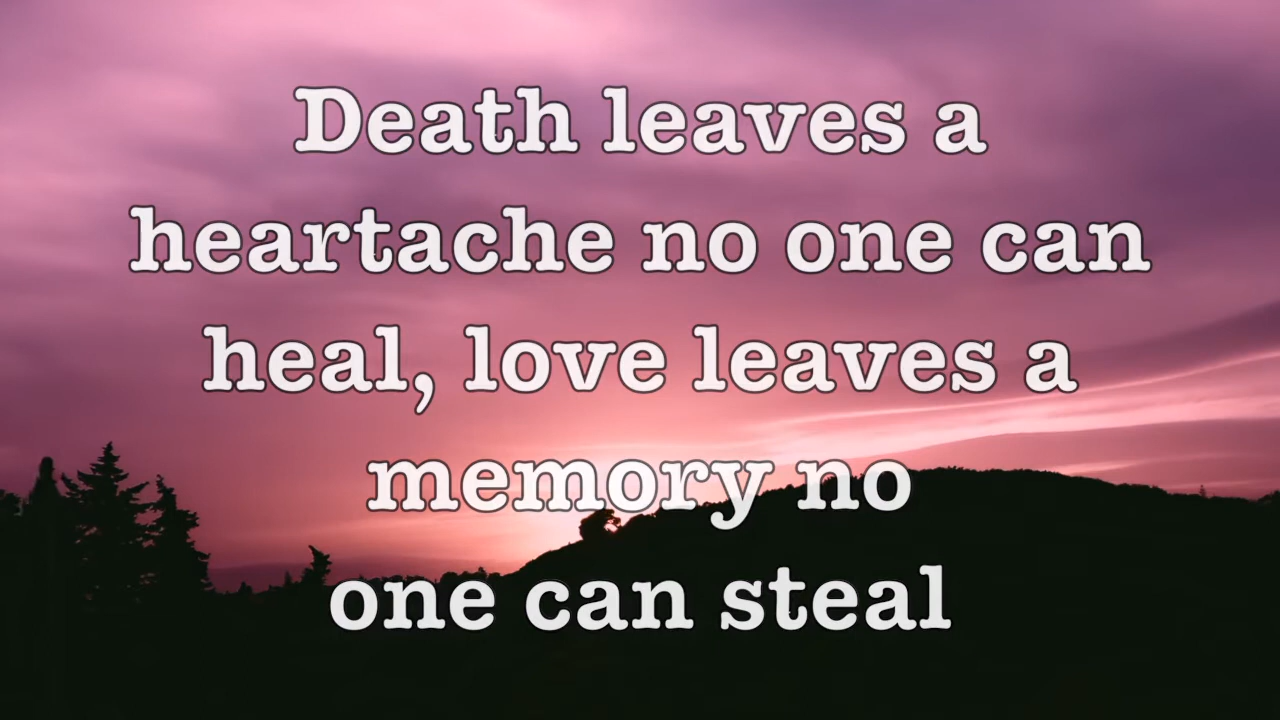 Death leaves a
heartache no one can
heal, love leaves a
memory no
one can steal